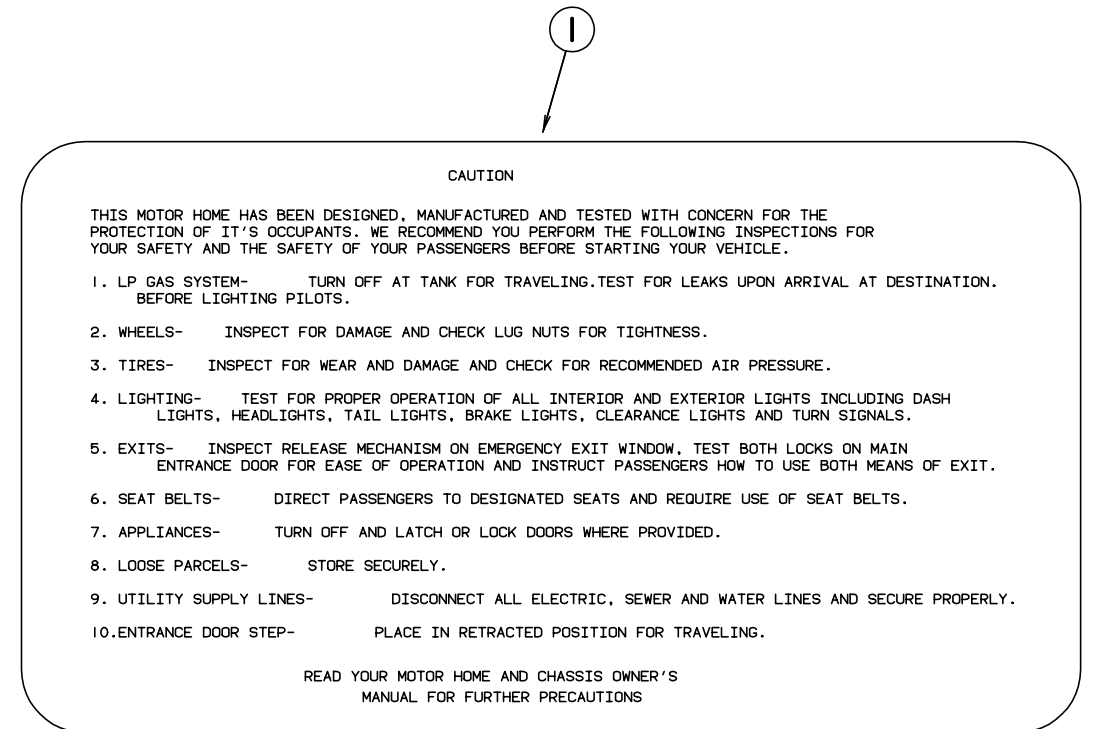 1
CAUTION
THIS MOTOR HOME HAS BEEN DESIGNED, MANUFACTURED AND TESTED WITH CONCERN FOR THE
PROTECTION OF IT'S OCCUPANTS. WE RECOMMEND YOU PERFORM THE FOLLOWING INSPECTIONS FOR
YOUR SAFETY AND THE SAFETY OF YOUR PASSENGERS BEFORE STARTING YOUR VEHICLE.
1. LP GAS SYSTEM- TURN OFF AT TANK FOR TRAVELING.TEST FOR LEAKS UPON ARRIVAL AT DESTINATION.
BEFORE LIGHTING PILOTS.
2. WHEELS- INSPECT FOR DAMAGE AND CHECK LUG NUTS FOR TIGHTNESS.
3. TIRES- INSPECT FOR WEAR AND DAMAGE AND CHECK FOR RECOMMENDED AIR PRESSURE.
4. LIGHTING- TEST FOR PROPER OPERATION OF ALL INTERIOR AND EXTERIOR LIGHTS INCLUDING DASH
LIGHTS, HEADLIGHTS, TAIL LIGHTS, BRAKE LIGHTS, CLEARANCE LIGHTS AND TURN SIGNALS.
5. EXITS- INSPECT RELEASE MECHANISM ON EMERGENCY EXIT WINDOW, TEST BOTH LOCKS ON MAIN
ENTRANCE DOOR FOR EASE OF OPERATION AND INSTRUCT PASSENGERS HOW TO USE BOTH MEANS OF EXIT.
6. SEAT BELTS- DIRECT PASSENGERS TO DESIGNATED SEATS AND REQUIRE USE OF SEAT BELTS.
7. APPLIANCES- TURN OFF AND LATCH OR LOCK DOORS WHERE PROVIDED.
8. LOOSE PARCELS- STORE SECURELY.
9. UTILITY SUPPLY LINES- DISCONNECT ALL ELECTRIC, SEWER AND WATER LINES AND SECURE PROPERLY.
10.ENTRANCE DOOR STEP- PLACE IN RETRACTED POSITION FOR TRAVELING.
READ YOUR MOTOR HOME AND CHASSIS OWNER'S
MANUAL FOR FURTHER PRECAUTIONS